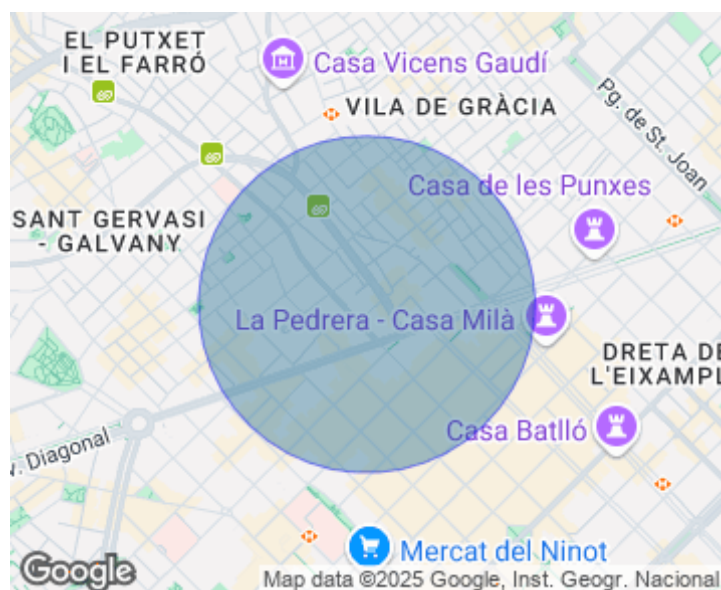 EL PUTXET
I EL FARRÓ
Casa Vicens Gaudí
VILA DE GRÀCIA
Pg. de St. Joan
Casa de les Punxes
SANT GERVASI
- GALVANY
La Pedrera - Casa Milà
DRETA DE
L'EIXAMPL
Casa Batlló
v. Diagonal
Mercat del Ninot
Google
Map data ©2025 Google, Inst. Geogr. Nacional